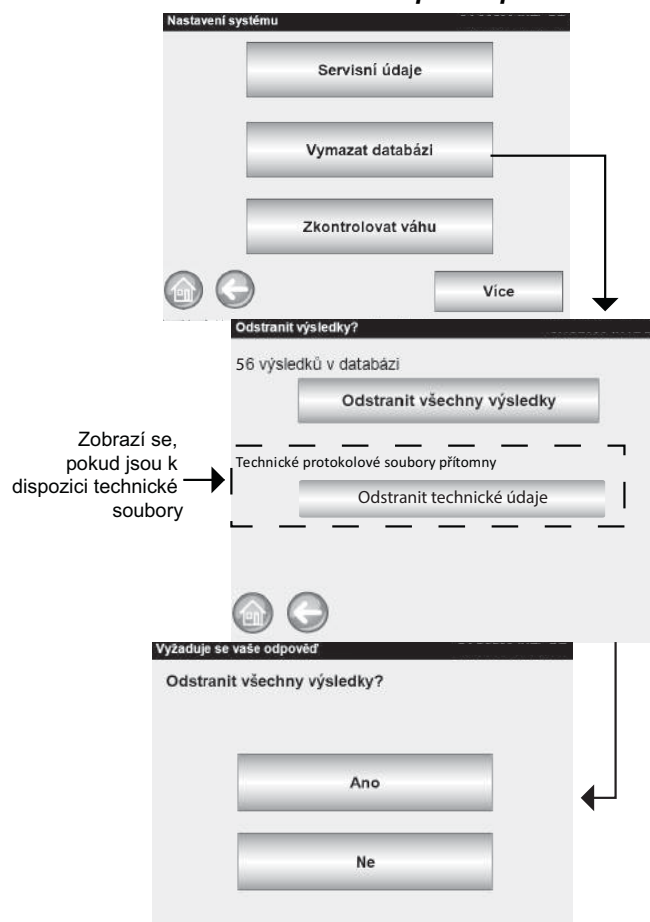 Nastavení systému
Servisní údaje
Vymazat databázi
Zkontrolovat váhu
Více
Odstranit výsledky?
56 výsledků v databázi
Odstranit všechny výsledky
Zobrazí se,
pokud jsou k
dispozici technické
soubory
Technické protokolové soubory přítomny
Odstranit technické údaje
Vyžaduje se vaše odpověď
Odstranit všechny výsledky?
Ano
Ne